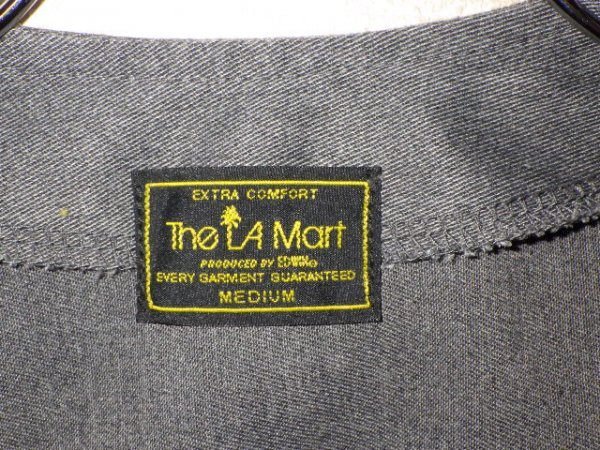 EXTRA COMFORT
The LA Mart
PRODUCED BY EDWIN
EVERY GARMENT GUARANTEED
MEDIUM